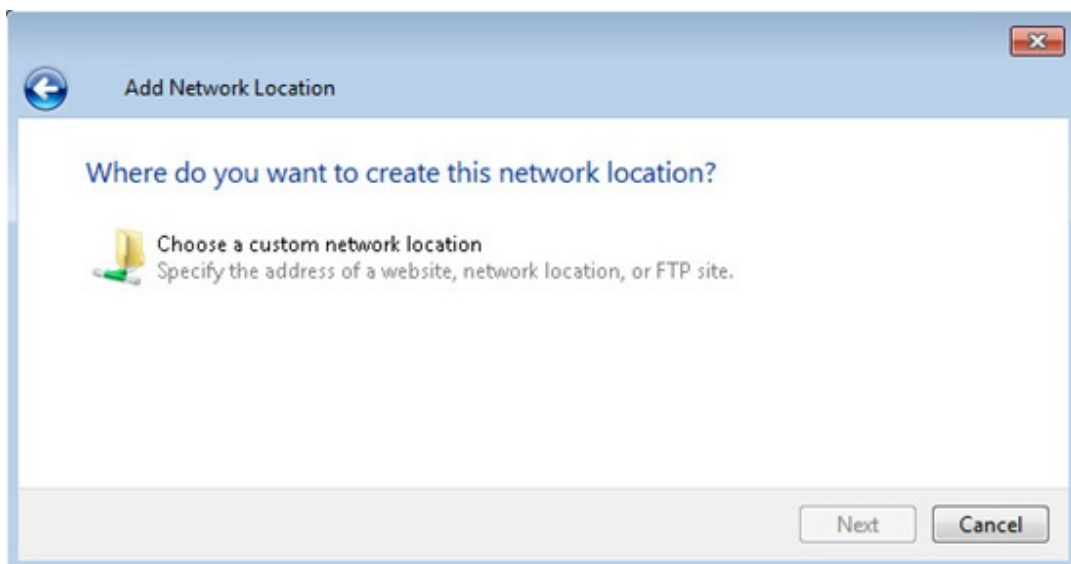 Add Network Location
Where do you want to create this network location?
Choose a custom network location
Specify the address of a website, network location, or FTP site.
Next
Cancel